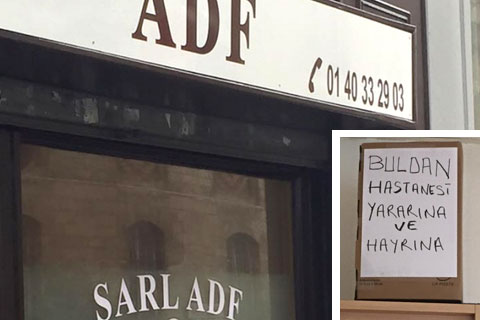 ADF
01 40 33 29 03
SARL ADF
BULDAN
HASTANESİ
YARARINA
VE
HAYRINA